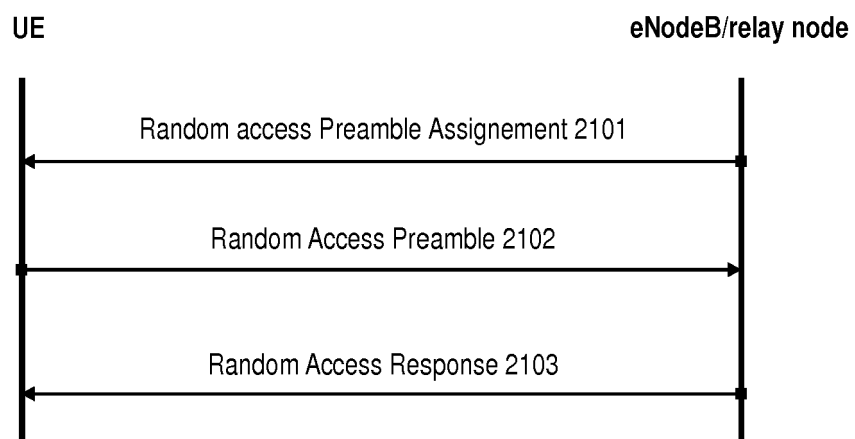 UE
eNodeB/relay node
Random access Preamble Assignement 2101
Random Access Preamble 2102
Random Access Response 2103